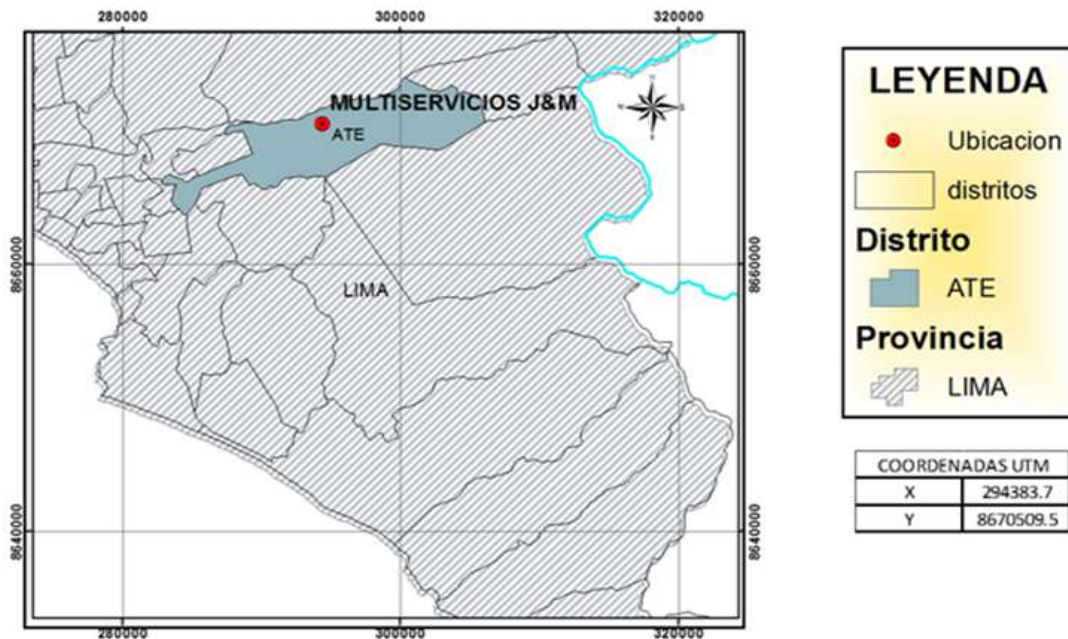 280000 300000 320000
MULTISERVICIOS J&M
ATE
8660000 8660000
LIMA
8640000 8640000
280000 300000 320000
LEYENDA
Ubicacion
distritos
Distrito
ATE
Provincia
LIMA
COORDENADAS UTM
X 294383.7
Y 8670509.5